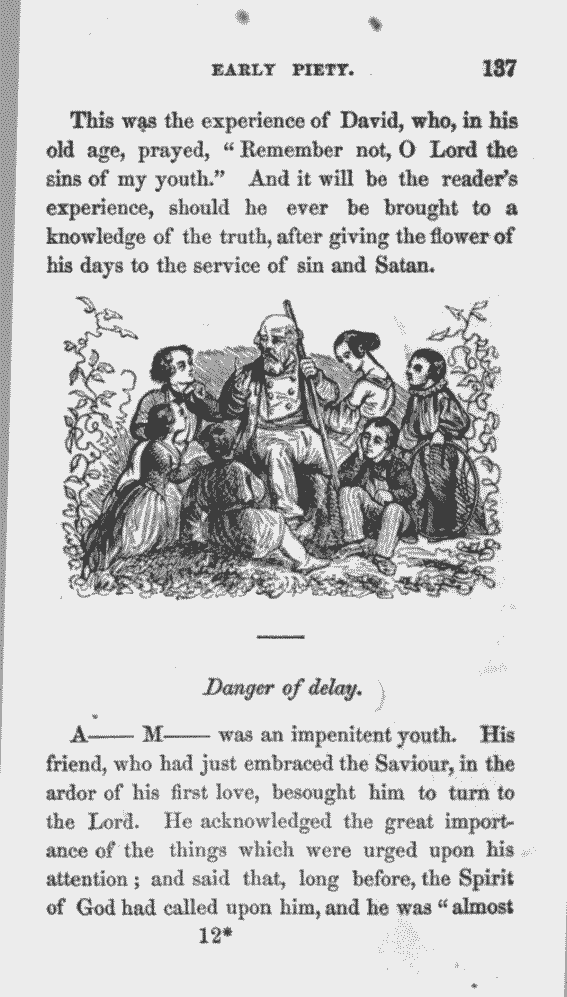 EARLY PIETY. 137
This was the experience of David, who, in his
old age, prayed, “ Remember not, O Lord the
sins of my youth.” And it will be the reader's
experience, should he ever be brought to a
knowledge of the truth, after giving the flower of
his days to the service of sin and Satan.
Danger of delay.
A—— M—— was an impenitent youth. His
friend, who had just embraced the Saviour, in the
ardor of his first love, besought him to turn to
the Lord. He acknowledged the great import-
ance of the things which were urged upon his
attention ; and said that, long before, the Spirit
of God had called upon him, and he was “ almost
12*